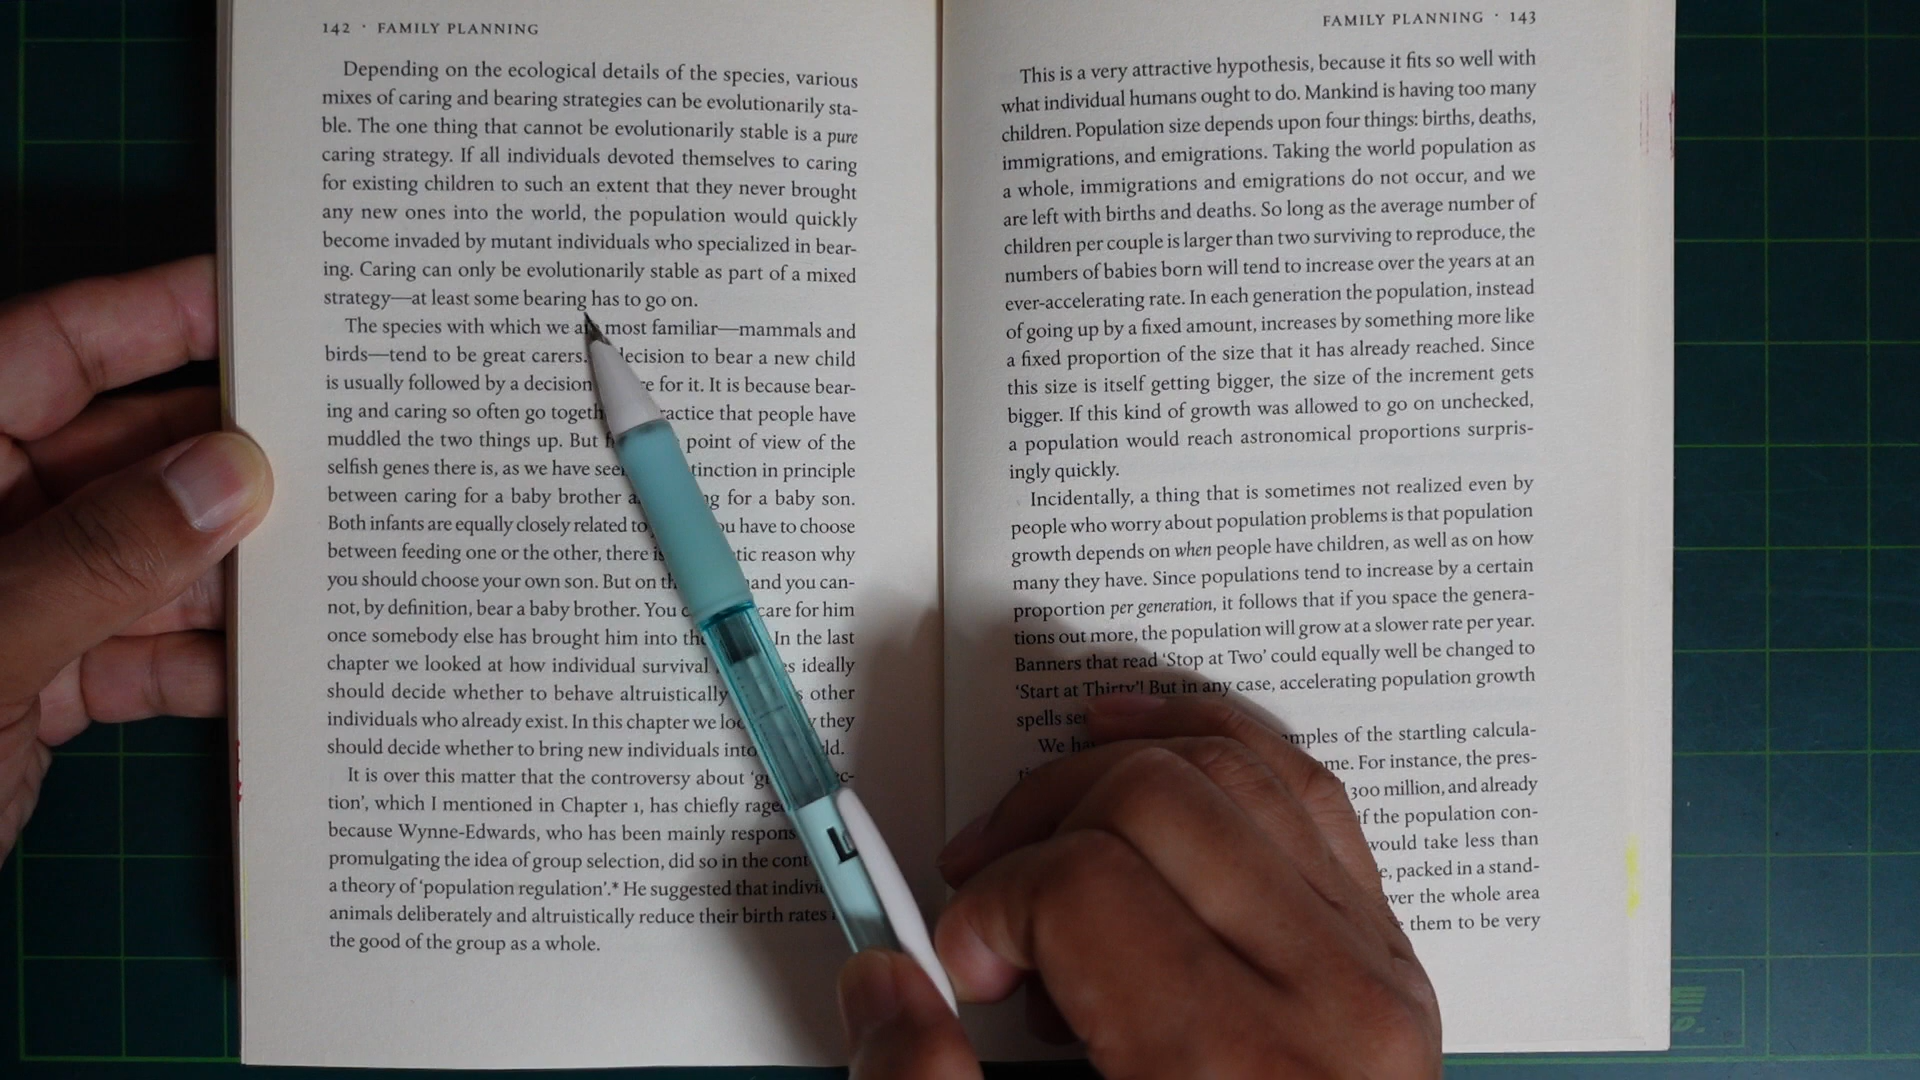 142 · FAMILY PLANNING
Depending on the ecological details of the species, various
mixes of caring and bearing strategies can be evolutionarily sta-
ble. The one thing that cannot be evolutionarily stable is a pure
caring strategy. If all individuals devoted themselves to caring
for existing children to such an extent that they never brought
any new ones into the world, the population would quickly
become invaded by mutant individuals who specialized in bear-
ing. Caring can only be evolutionarily stable as part of a mixed
strategy—at least some bearing has to go on.
The species with which we most familiar—mammals and
birds—tend to be great carers. decision to bear a new child
is usually followed by a decision for it. It is because bear-
ing and caring so often go practice that people have
muddled the two things up. But point of view of the
selfish genes there is, as we have in principle
between caring for a baby brother for a baby son.
Both infants are equally closely related to have to choose
between feeding one or the other, there reason why
you should choose your own son. But on you can-
not, by definition, bear a baby brother. You care for him
once somebody else has brought him into In the last
chapter we looked at how individual survival ideally
should decide whether to behave altruistically other
individuals who already exist. In this chapter we they
should decide whether to bring new individuals into
It is over this matter that the controversy about
tion’, which I mentioned in Chapter 1, has chiefly
because Wynne-Edwards, who has been mainly
promulgating the idea of group selection, did so in the
a theory of ‘population regulation’.* He suggested that
animals deliberately and altruistically reduce their birth rates
the good of the group as a whole.
FAMILY PLANNING · 143
This is a very attractive hypothesis, because it fits so well with
what individual humans ought to do. Mankind is having too many
children. Population size depends upon four things: births, deaths,
immigrations, and emigrations. Taking the world population as
a whole, immigrations and emigrations do not occur, and we
are left with births and deaths. So long as the average number of
children per couple is larger than two surviving to reproduce, the
numbers of babies born will tend to increase over the years at an
ever-accelerating rate. In each generation the population, instead
of going up by a fixed amount, increases by something more like
a fixed proportion of the size that it has already reached. Since
this size is itself getting bigger, the size of the increment gets
bigger. If this kind of growth was allowed to go on unchecked,
a population would reach astronomical proportions surpris-
ingly quickly.
Incidentally, a thing that is sometimes not realized even by
people who worry about population problems is that population
growth depends on when people have children, as well as on how
many they have. Since populations tend to increase by a certain
proportion per generation, it follows that if you space the genera-
tions out more, the population will grow at a slower rate per year.
Banners that read ‘Stop at Two’ could equally well be changed to
‘Start at Thirty’! But in any case, accelerating population growth
spells
We of the startling calcula-
For instance, the pres-
300 million, and already
if the population con-
would take less than
packed in a stand-
over the whole area
them to be very